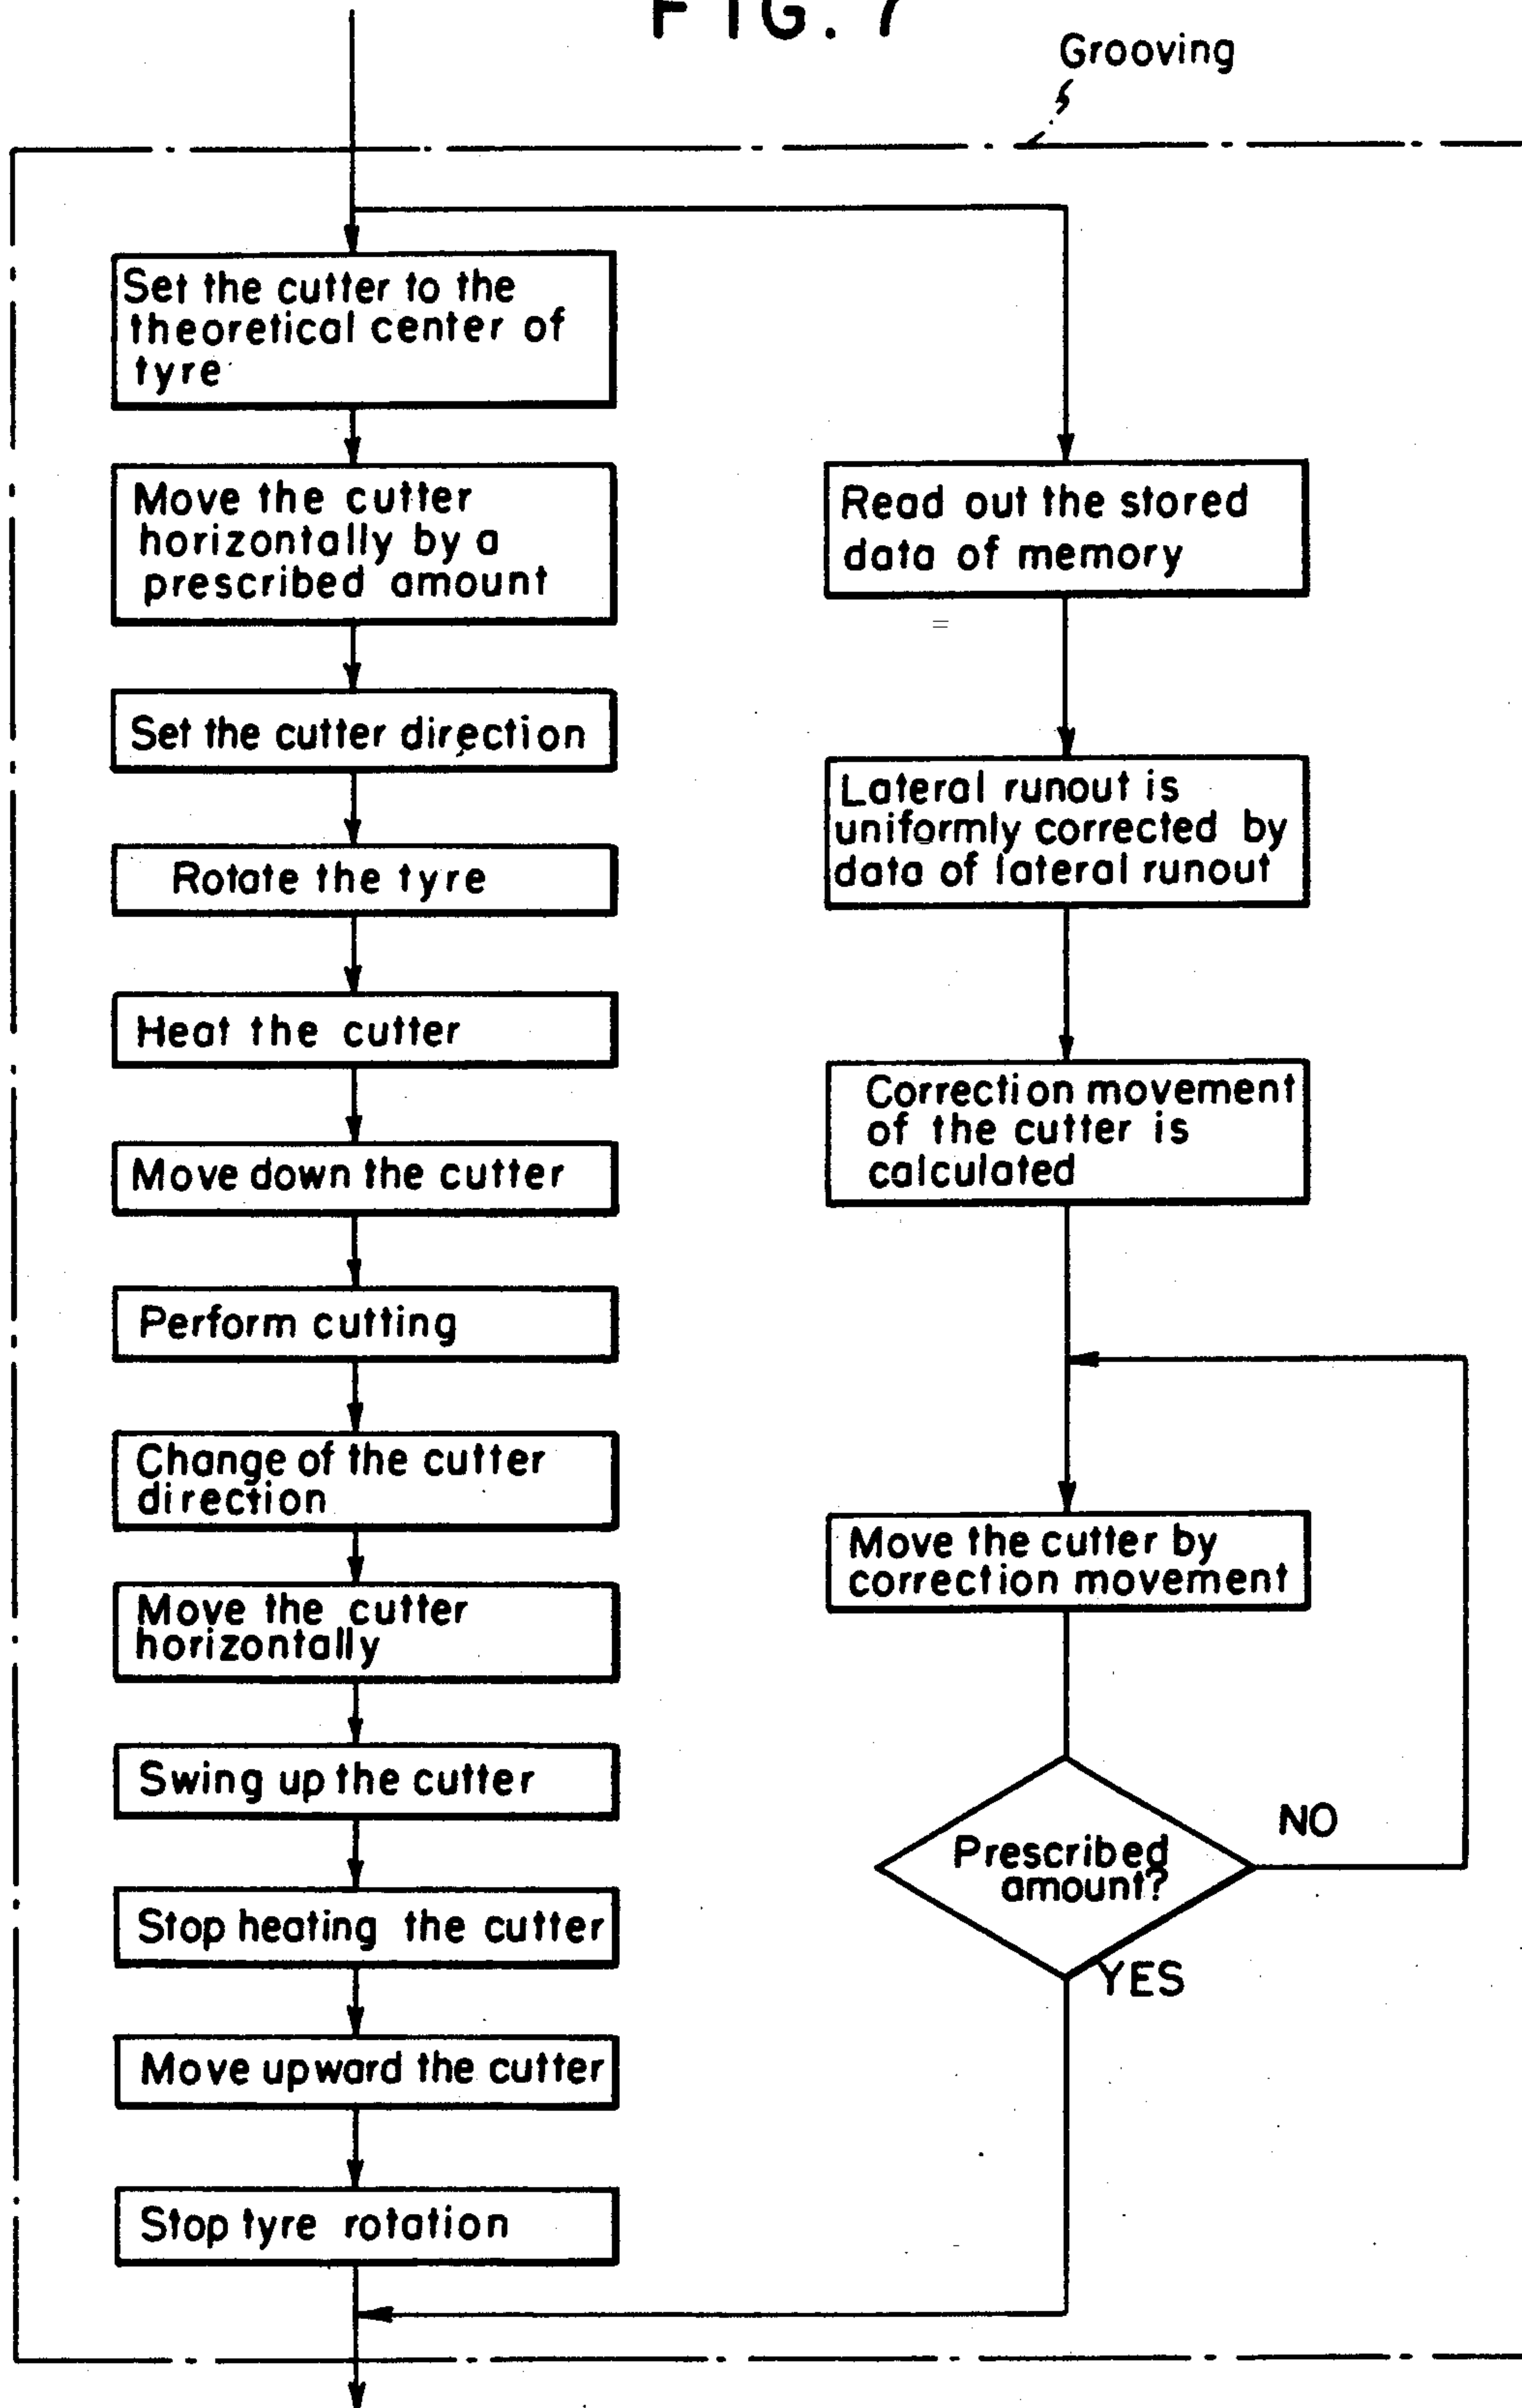 FIG. 7
Grooving
Set the cutter to the
theoretical center of
tyre
Move the cutter
horizontally by a
prescribed amount
Set the cutter direction
Rotate the tyre
Heat the cutter
Move down the cutter
Perform cutting
Change of the cutter
direction
Move the cutter
horizontally
Swing up the cutter
Stop heating the cutter
Move upward the cutter
Stop tyre rotation
Read out the stored
data of memory
Lateral runout is
uniformly corrected by
data of lateral runout
Correction movement
of the cutter is
calculated
Move the cutter by
correction movement
Prescribed
amount?
NO
YES